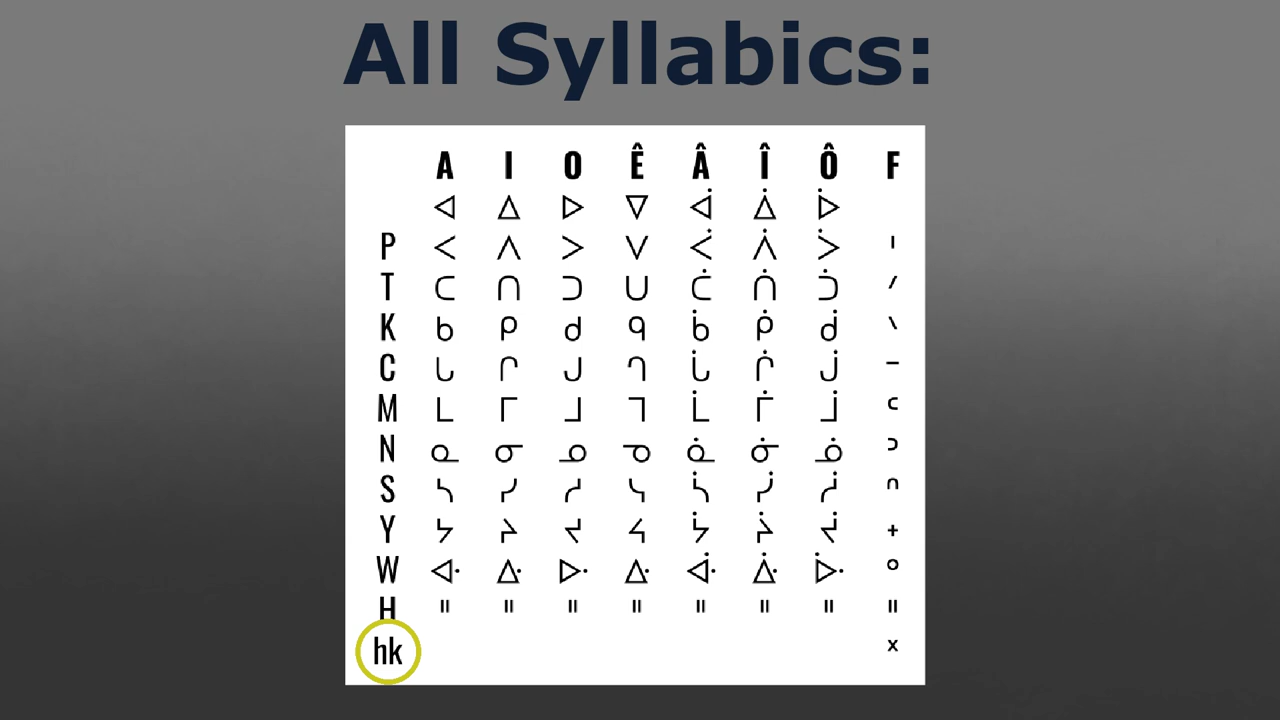 All Syllabics:
A I O Ê Â Î Ô F
ᐊ ᐃ ᐅ ᐁ ᐋ ᐄ ᐆ
P ᐸ ᐱ ᐳ ᐯ ᐹ ᐲ ᐴ ᑊ
T ᑕ ᑎ ᑐ ᑌ ᑖ ᑏ ᑑ ᐟ
K ᑲ ᑭ ᑯ ᑫ ᑳ ᑮ ᑰ ᐠ
C ᒐ ᒋ ᒍ ᒉ ᒑ ᒌ ᒎ ᐨ
M ᒪ ᒥ ᒧ ᒣ ᒫ ᒦ ᒨ ᒼ
N ᓇ ᓂ ᓄ ᓀ ᓈ ᓃ ᓅ ᐣ
S ᓴ ᓯ ᓱ ᓭ ᓵ ᓰ ᓲ ᐢ
Y ᔭ ᔨ ᔪ ᔦ ᔮ ᔩ ᔫ ᐩ
W ᐘ ᐏ ᐓ ᐏ ᐚ ᐑ ᐕ ᐤ
H ᐦ ᐦ ᐦ ᐦ ᐦ ᐦ ᐦ ᐦ
hk ᕽ